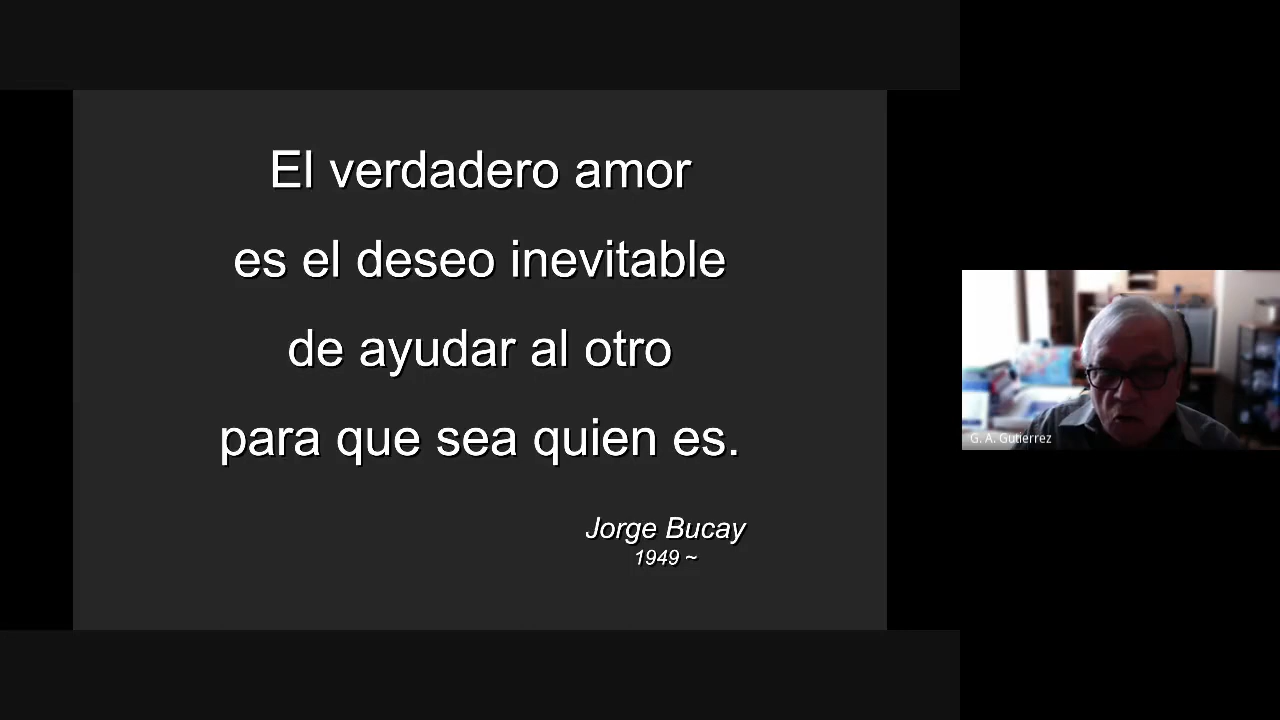 El verdadero amor
es el deseo inevitable
de ayudar al otro
para que sea quien es.
Jorge Bucay
1949 ~
G. A. Gutierrez